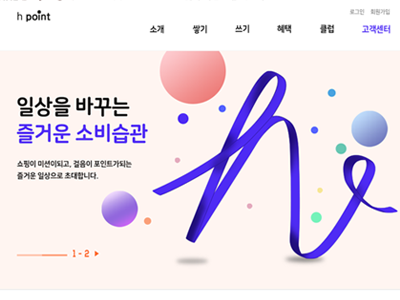 h point
로그인 회원가입
소개 쌓기 쓰기 혜택 클럽 고객센터
일상을 바꾸는
즐거운 소비습관
쇼핑이 미션이되고, 걸음이 포인트가되는
즐거운 일상으로 초대합니다.
1 - 2